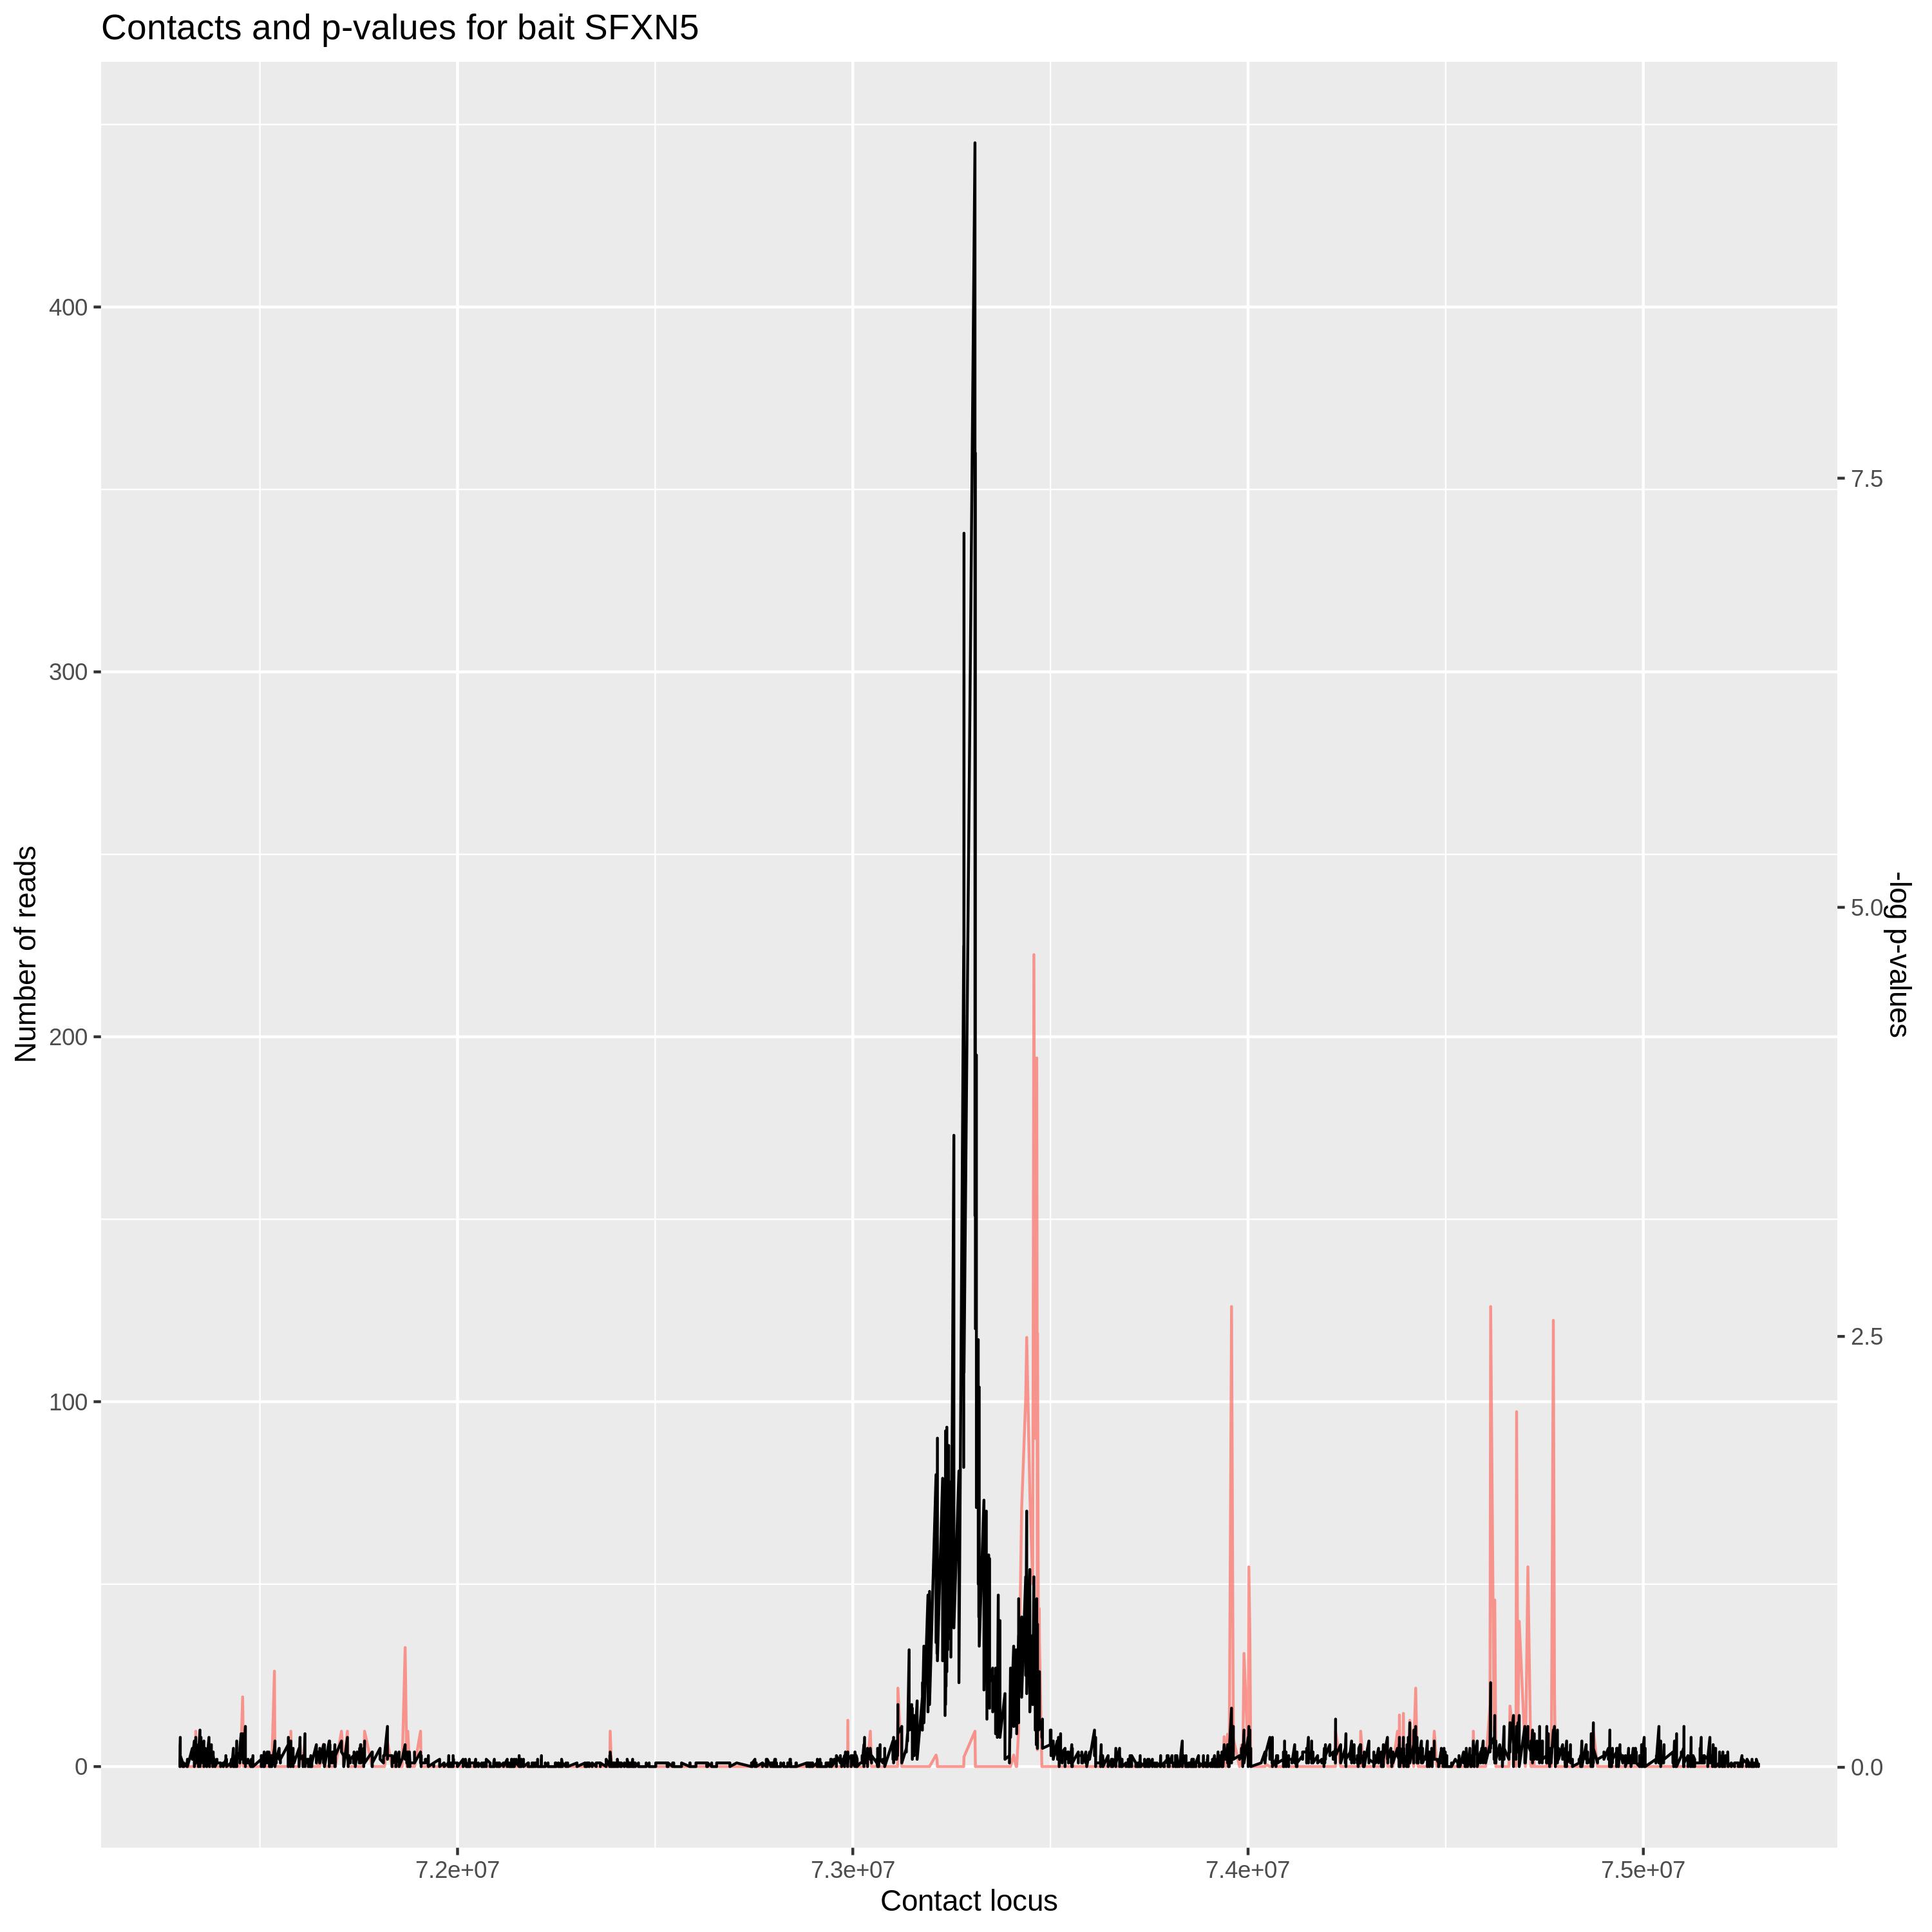 Contacts and p-values for bait SFXN5
400
300
200
100
0
Number of reads
7.5
5.0
2.5
0.0
-log p-values
7.2e+07
7.3e+07
7.4e+07
7.5e+07
Contact locus